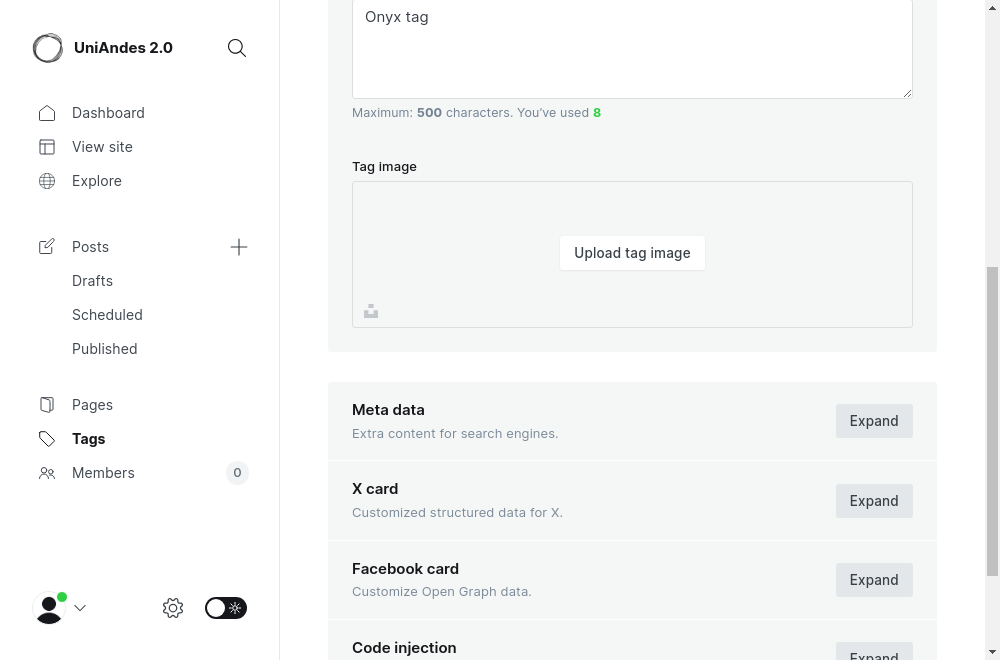 UniAndes 2.0
Dashboard
View site
Explore
Posts
Drafts
Scheduled
Published
Pages
Tags
Members
0
Onyx tag
Maximum: 500 characters. You’ve used 8
Tag image
Upload tag image
Meta data
Extra content for search engines.
Expand
X card
Customized structured data for X.
Expand
Facebook card
Customize Open Graph data.
Expand
Code injection
Expand